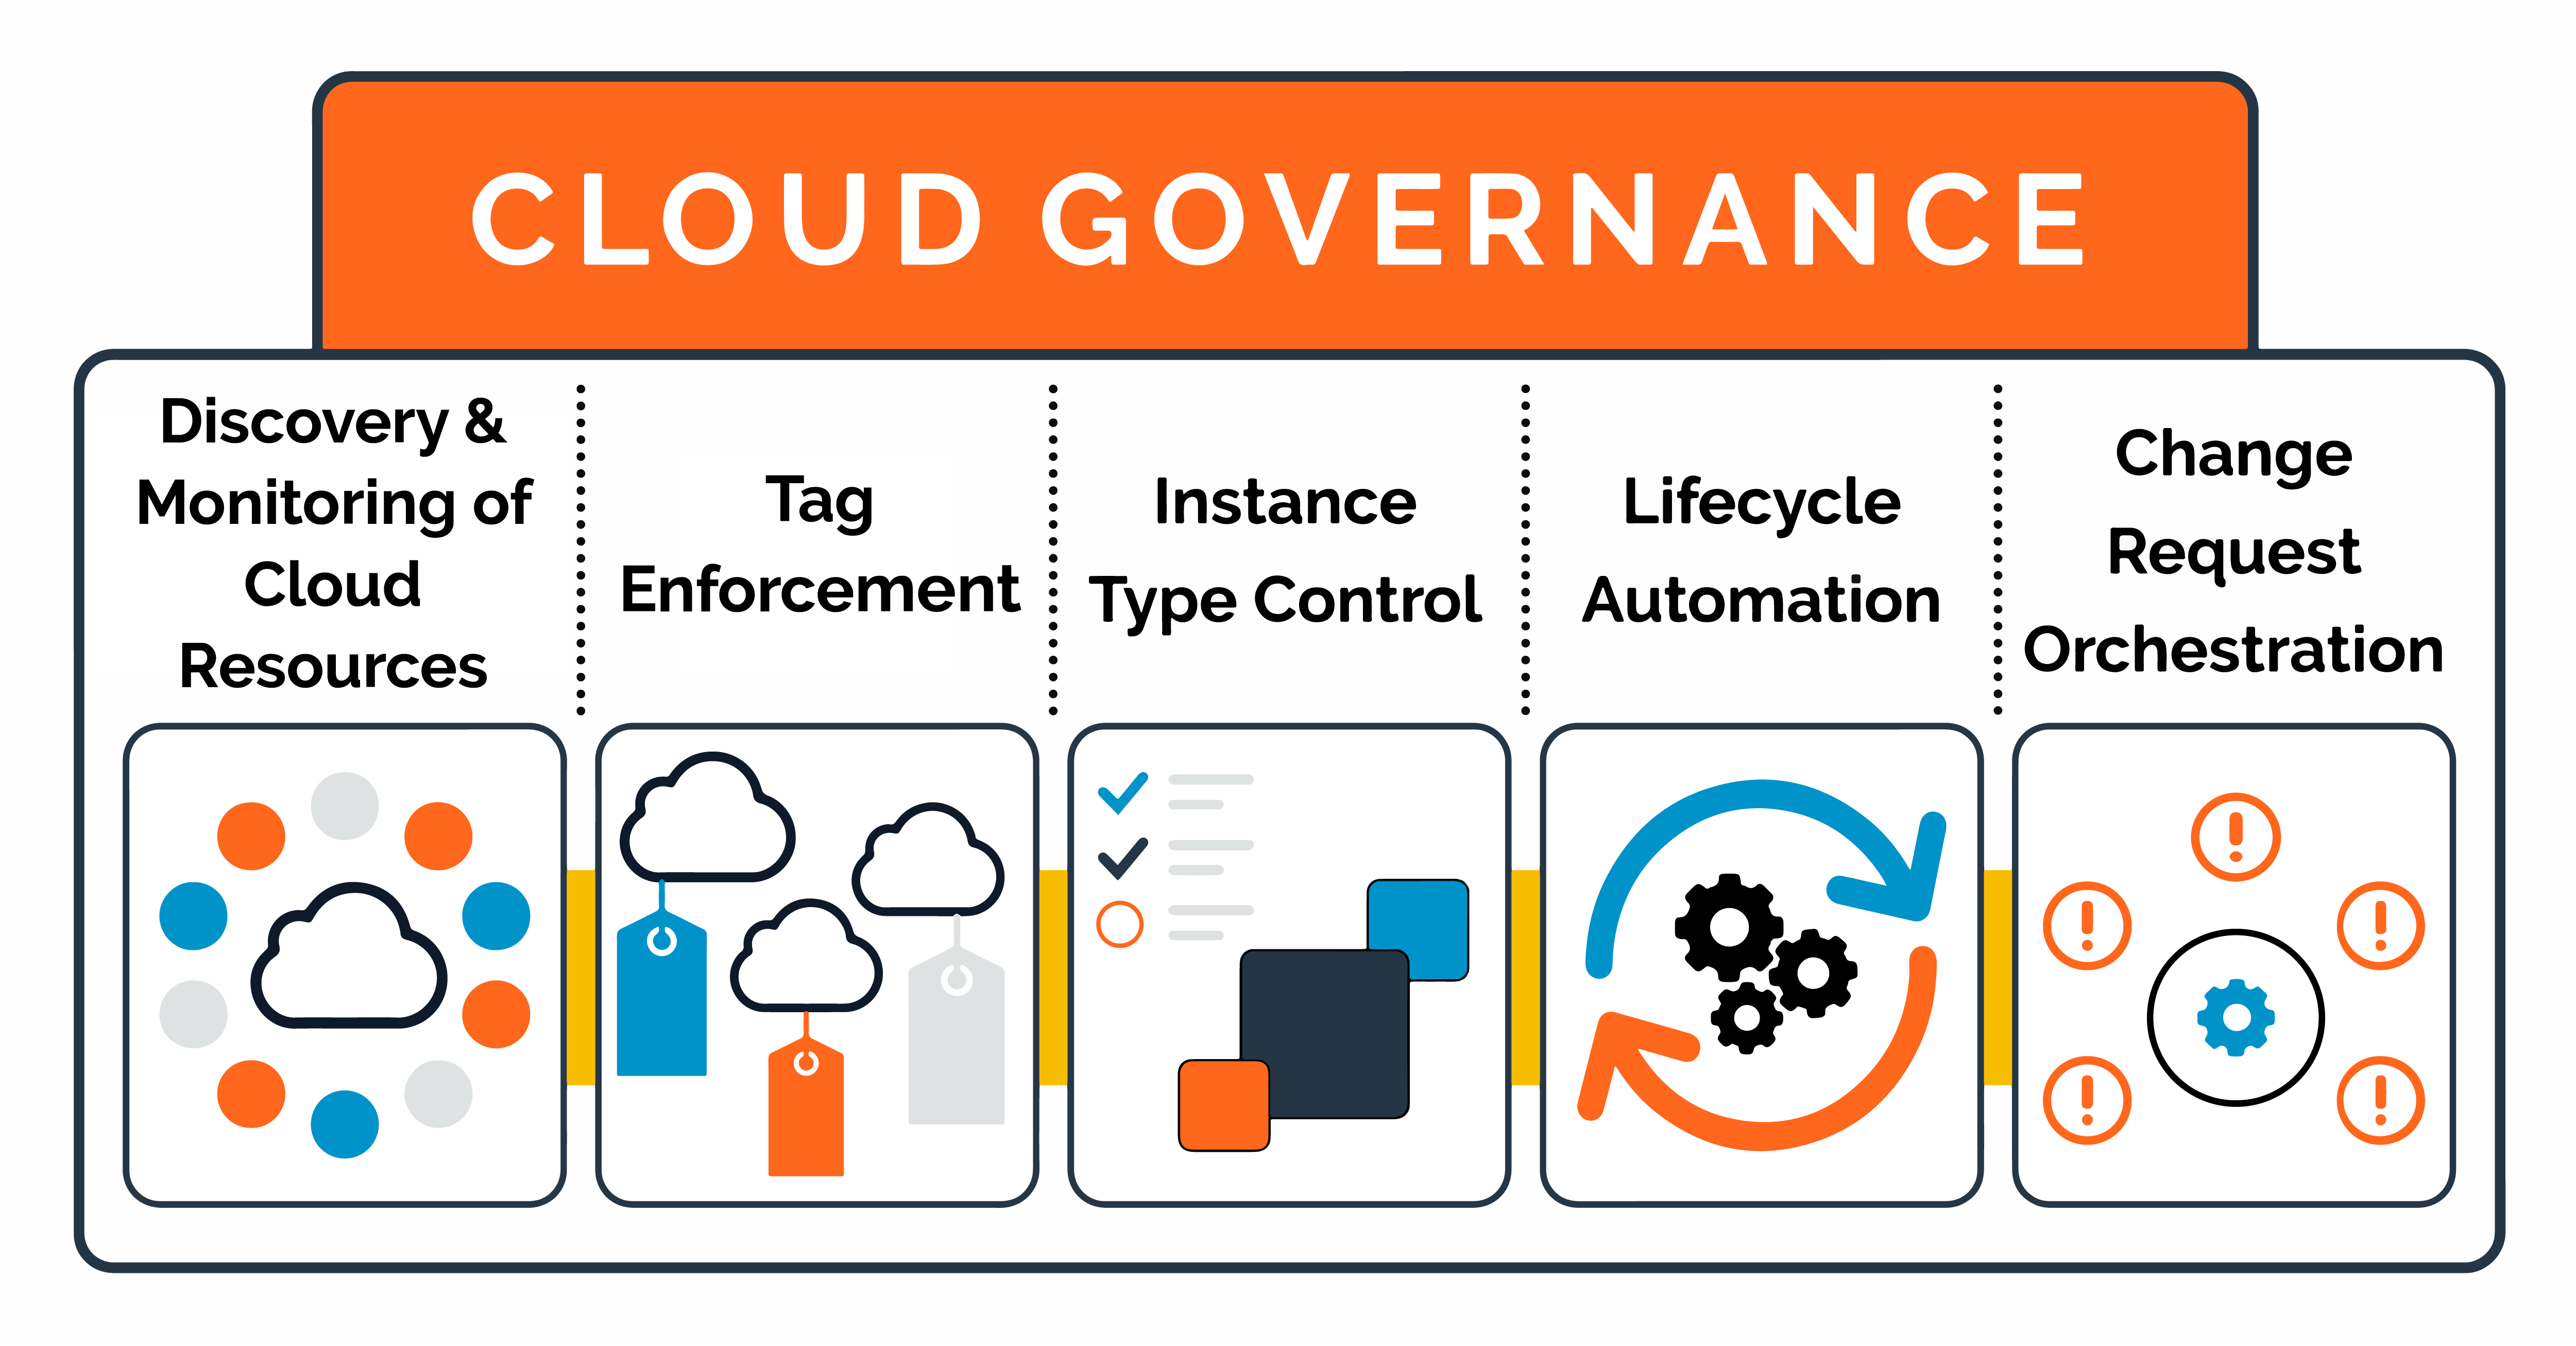 CLOUD GOVERNANCE
Discovery &
Monitoring of
Cloud
Resources
Tag
Enforcement
Instance
Type Control
Lifecycle
Automation
Change
Request
Orchestration